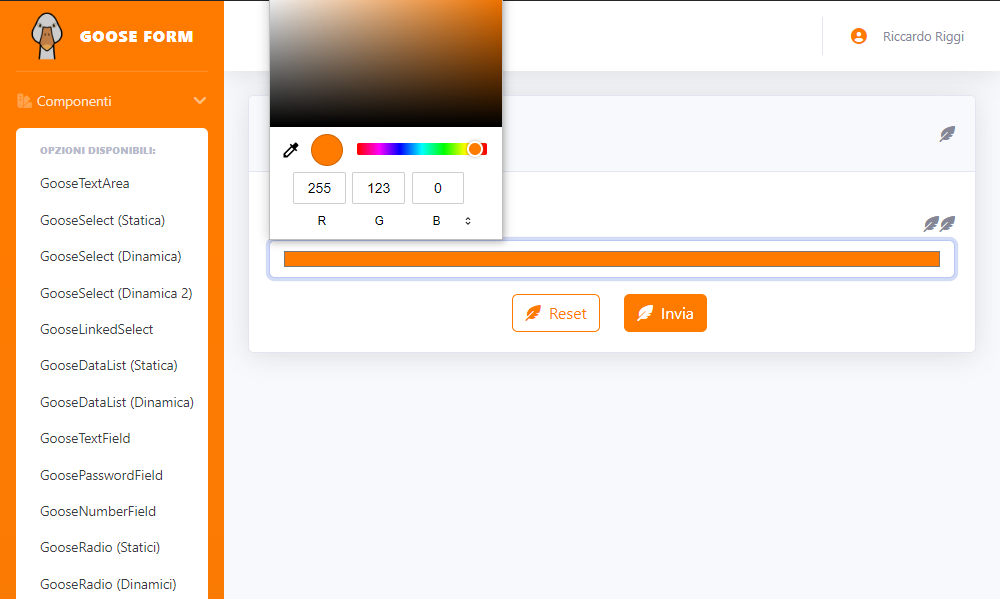 GOOSE FORM
Componenti
OPZIONI DISPONIBILI:
GooseTextArea
GooseSelect (Statica)
GooseSelect (Dinamica)
GooseSelect (Dinamica 2)
GooseLinkedSelect
GooseDataList (Statica)
GooseDataList (Dinamica)
GooseTextField
GoosePasswordField
GooseNumberField
GooseRadio (Statici)
GooseRadio (Dinamici)
Riccardo Riggi
255 123 0
R G B
Reset Invia